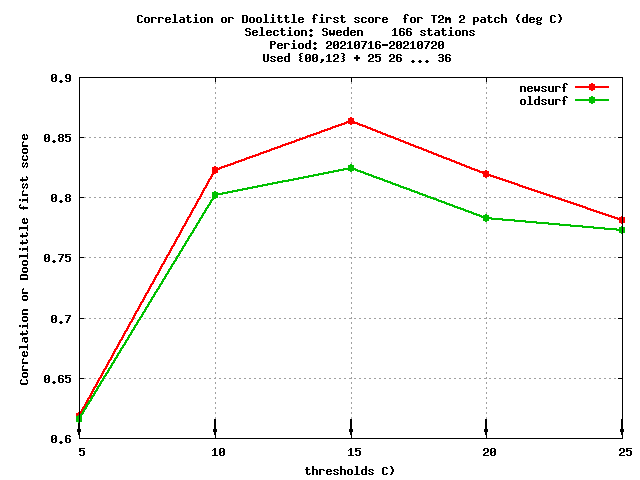 Correlation or Doolittle first score  for T2m 2 patch (deg C)
Selection: Sweden    166 stations
Period: 20210716-20210720
Used {00,12} + 25 26 ... 36
newsurf
oldsurf
0.9
0.85
0.8
0.75
0.7
0.65
0.6
Correlation or Doolittle first score
5
10
15
20
25
thresholds C)